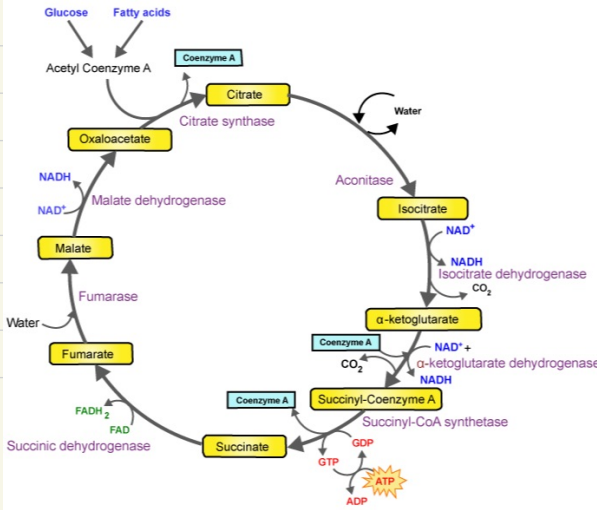 Glucose
Fatty acids
Acetyl Coenzyme A
Coenzyme A
Citrate
Citrate synthase
Oxaloacetate
Water
Aconitase
Isocitrate
NADH
NAD⁺
Malate dehydrogenase
NAD⁺
NADH
Isocitrate dehydrogenase
CO₂
Malate
Fumarase
Water
α-ketoglutarate
Coenzyme A
NAD⁺ +
CO₂
α-ketoglutarate dehydrogenase
NADH
Fumarate
Succinyl-Coenzyme A
Coenzyme A
Succinyl-CoA synthetase
FADH₂
FAD
Succinic dehydrogenase
Succinate
GDP
GTP
ATP
ADP